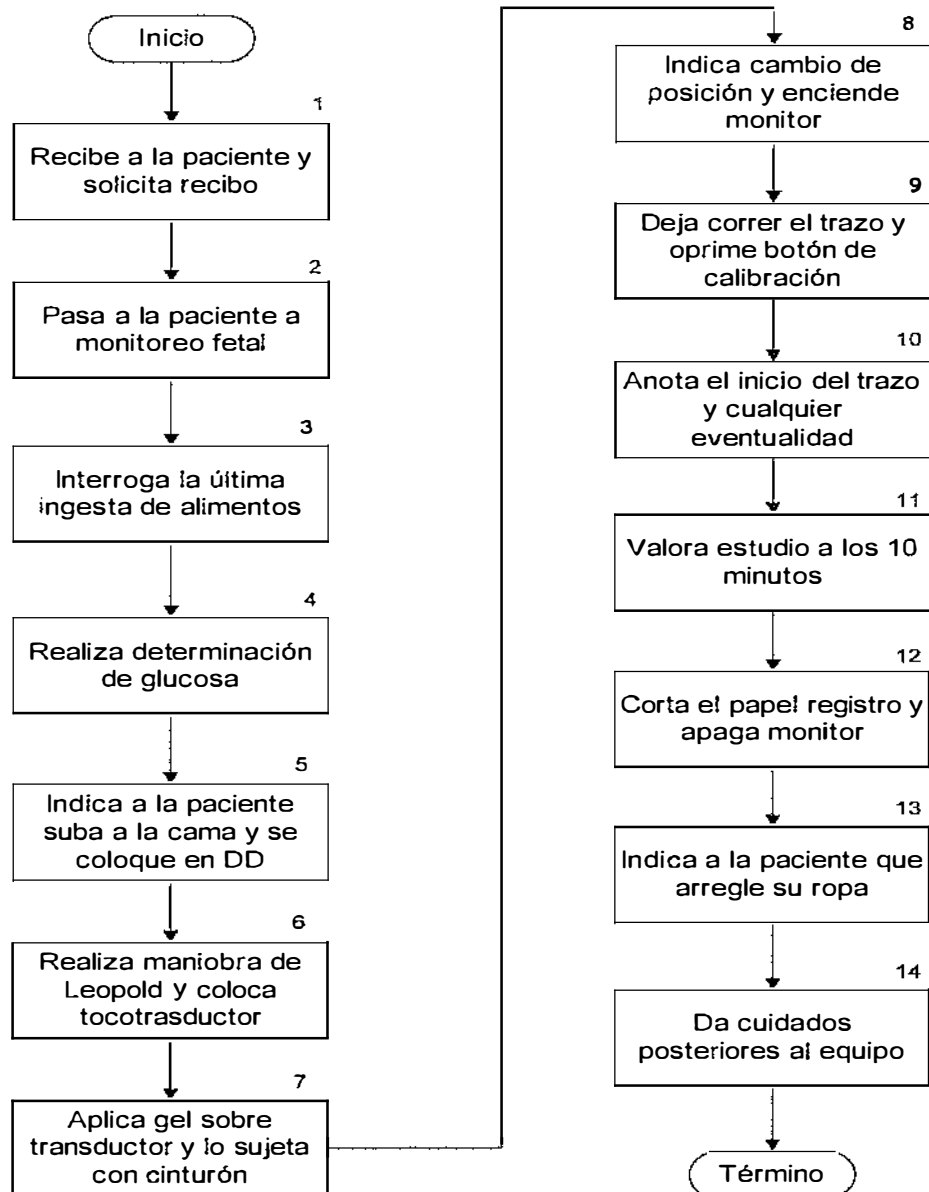 Inicio
1
Recibe a la paciente y
solicita recibo
2
Pasa a la paciente a
monitoreo fetal
3
Interroga la última
ingesta de alimentos
4
Realiza determinación
de glucosa
5
Indica a la paciente
suba a la cama y se
coloque en DD
6
Realiza maniobra de
Leopold y coloca
tocotrasductor
7
Aplica gel sobre
transductor y lo sujeta
con cinturón
8
Indica cambio de
posición y enciende
monitor
9
Deja correr el trazo y
oprime botón de
calibración
10
Anota el inicio del trazo
y cualquier
eventualidad
11
Valora estudio a los 10
minutos
12
Corta el papel registro y
apaga monitor
13
Indica a la paciente que
arregle su ropa
14
Da cuidados
posteriores al equipo
Término